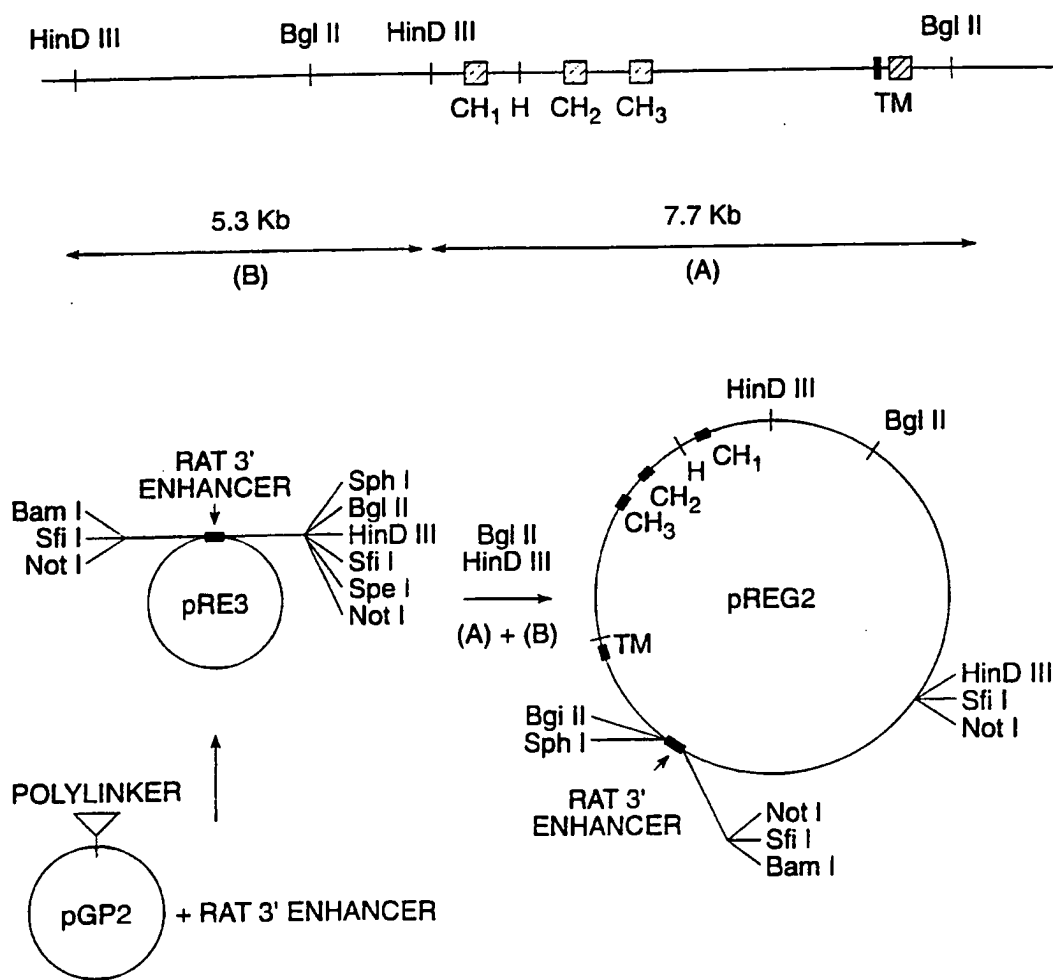 HinD III
Bgl II
HinD III
Bgl II
CH1
H
CH2
CH3
TM
5.3 Kb
(B)
7.7 Kb
(A)
RAT 3'
ENHANCER
Bam I
Sfi I
Not I
Sph I
Bgl II
HinD III
Sfi I
Spe I
Not I
pRE3
Bgl II
HinD III
(A) + (B)
HinD III
Bgl II
CH1
H
CH2
CH3
pREG2
TM
HinD III
Sfi I
Not I
Bgi II
Sph I
RAT 3'
ENHANCER
Not I
Sfi I
Bam I
POLYLINKER
pGP2
+ RAT 3' ENHANCER